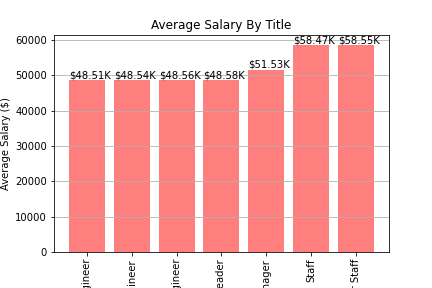 Average Salary By Title
Average Salary ($)
60000
50000
40000
30000
20000
10000
0
$48.51K
$48.54K
$48.56K
$48.58K
$51.53K
$58.47K
$58.55K
Staff
Staff